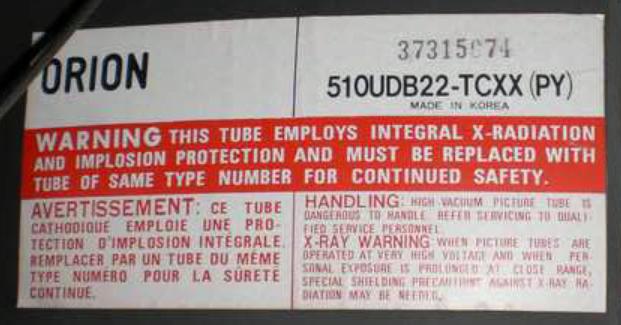 ORION
37315674
510UDB22-TCXX (PY)
MADE IN KOREA
WARNING THIS TUBE EMPLOYS INTEGRAL X-RADIATION
AND IMPLOSION PROTECTION AND MUST BE REPLACED WITH
TUBE OF SAME TYPE NUMBER FOR CONTINUED SAFETY.
AVERTISSEMENT: CE TUBE
CATHODIQUE EMPLOIE UNE PRO-
TECTION D'IMPLOSION INTÉGRALE.
REMPLACER PAR UN TUBE DU MÊME
TYPE NUMERO POUR LA SÛRETÉ
CONTINUE.
HANDLING: HIGH VACUUM PICTURE TUBE IS
DANGEROUS TO HANDLE. REFER SERVICING TO QUALI-
FIED SERVICE PERSONNEL.
X-RAY WARNING WHEN PICTURE TUBES ARE
OPERATED AT VERY HIGH VOLTAGE AND WHEN PER-
SONAL EXPOSURE IS PROLONGED AT CLOSE RANGE,
SPECIAL SHIELDING PRECAUTIONS AGAINST X-RAY RA-
DIATION MAY BE NEEDED.